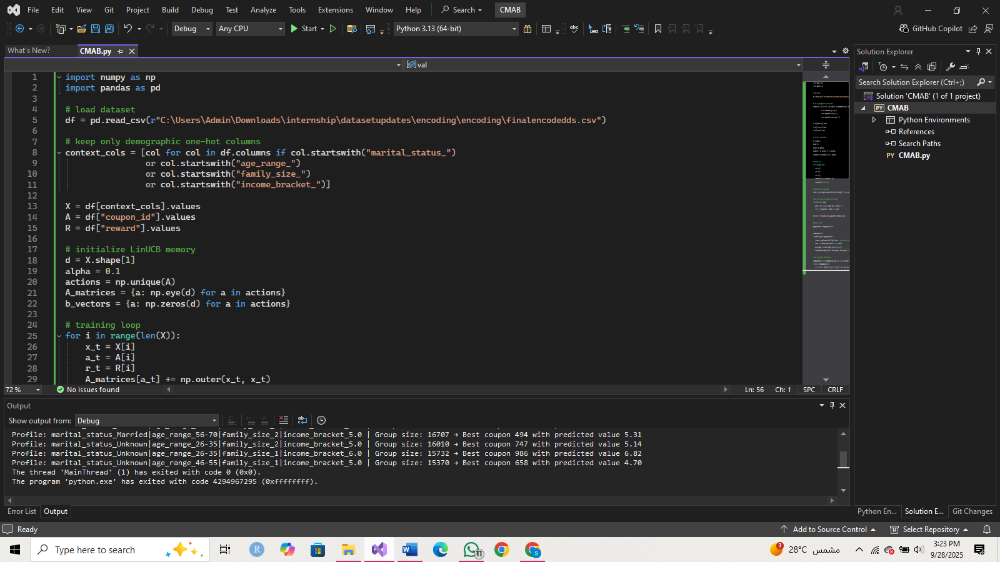 File Edit View Git Project Build Debug Test Analyze Tools Extensions Window Help Search CMAB
Debug Any CPU Start Python 3.13 (64-bit) GitHub Copilot
What's New? CMAB.py
val
1 import numpy as np
2 import pandas as pd
3
4 # load dataset
5 df = pd.read_csv(r"C:\Users\Admin\Downloads\internship\datasetupdates\encoding\encoding\finalencodedds.csv")
6
7 # keep only demographic one-hot columns
8 context_cols = [col for col in df.columns if col.startswith("marital_status_")
9 or col.startswith("age_range_")
10 or col.startswith("family_size_")
11 or col.startswith("income_bracket_")]
12
13 X = df[context_cols].values
14 A = df["coupon_id"].values
15 R = df["reward"].values
16
17 # initialize LinUCB memory
18 d = X.shape[1]
19 alpha = 0.1
20 actions = np.unique(A)
21 A_matrices = {a: np.eye(d) for a in actions}
22 b_vectors = {a: np.zeros(d) for a in actions}
23
24 # training loop
25 for i in range(len(X)):
26 x_t = X[i]
27 a_t = A[i]
28 r_t = R[i]
29 A_matrices[a_t] += np.outer(x_t, x_t)
72 % No issues found Ln: 56 Ch: 1 SPC CRLF
Output
Show output from: Debug
Profile: marital_status_Married|age_range_56-70|family_size_2|income_bracket_5.0 | Group size: 16707 → Best coupon 494 with predicted value 5.31
Profile: marital_status_Unknown|age_range_26-35|family_size_2|income_bracket_5.0 | Group size: 16010 → Best coupon 747 with predicted value 5.14
Profile: marital_status_Unknown|age_range_26-35|family_size_1|income_bracket_6.0 | Group size: 15732 → Best coupon 986 with predicted value 6.82
Profile: marital_status_Unknown|age_range_46-55|family_size_1|income_bracket_5.0 | Group size: 15370 → Best coupon 658 with predicted value 4.70
The thread 'MainThread' (1) has exited with code 0 (0x0).
The program 'python.exe' has exited with code 4294967295 (0xffffffff).
Error List Output
Solution Explorer
Search Solution Explorer (Ctrl+;)
Solution 'CMAB' (1 of 1 project)
PY CMAB
Python Environments
References
Search Paths
PY CMAB.py
Python En... Solution E... Git Changes
Ready Add to Source Control Select Repository
Type here to search
R
W
11
S
3
28°C مشمس
3:23 PM
9/28/2025